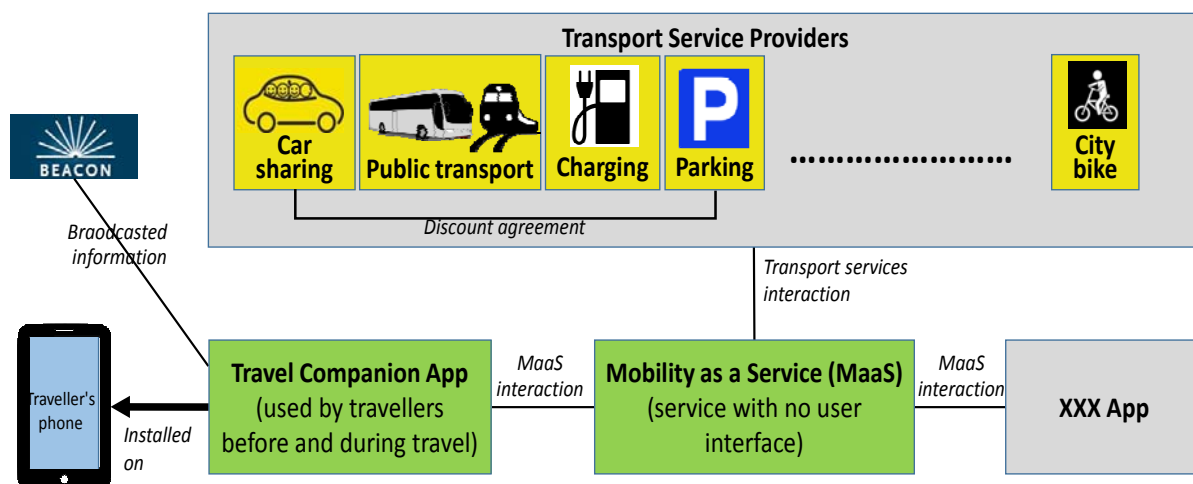 Transport Service Providers
Car
sharing
Public transport
Charging
P
Parking
........................
City
bike
BEACON
Discount agreement
Braodcasted
information
Transport services
interaction
Traveller's
phone
Installed
on
Travel Companion App
(used by travellers
before and during travel)
MaaS
interaction
Mobility as a Service (MaaS)
(service with no user
interface)
MaaS
interaction
XXX App